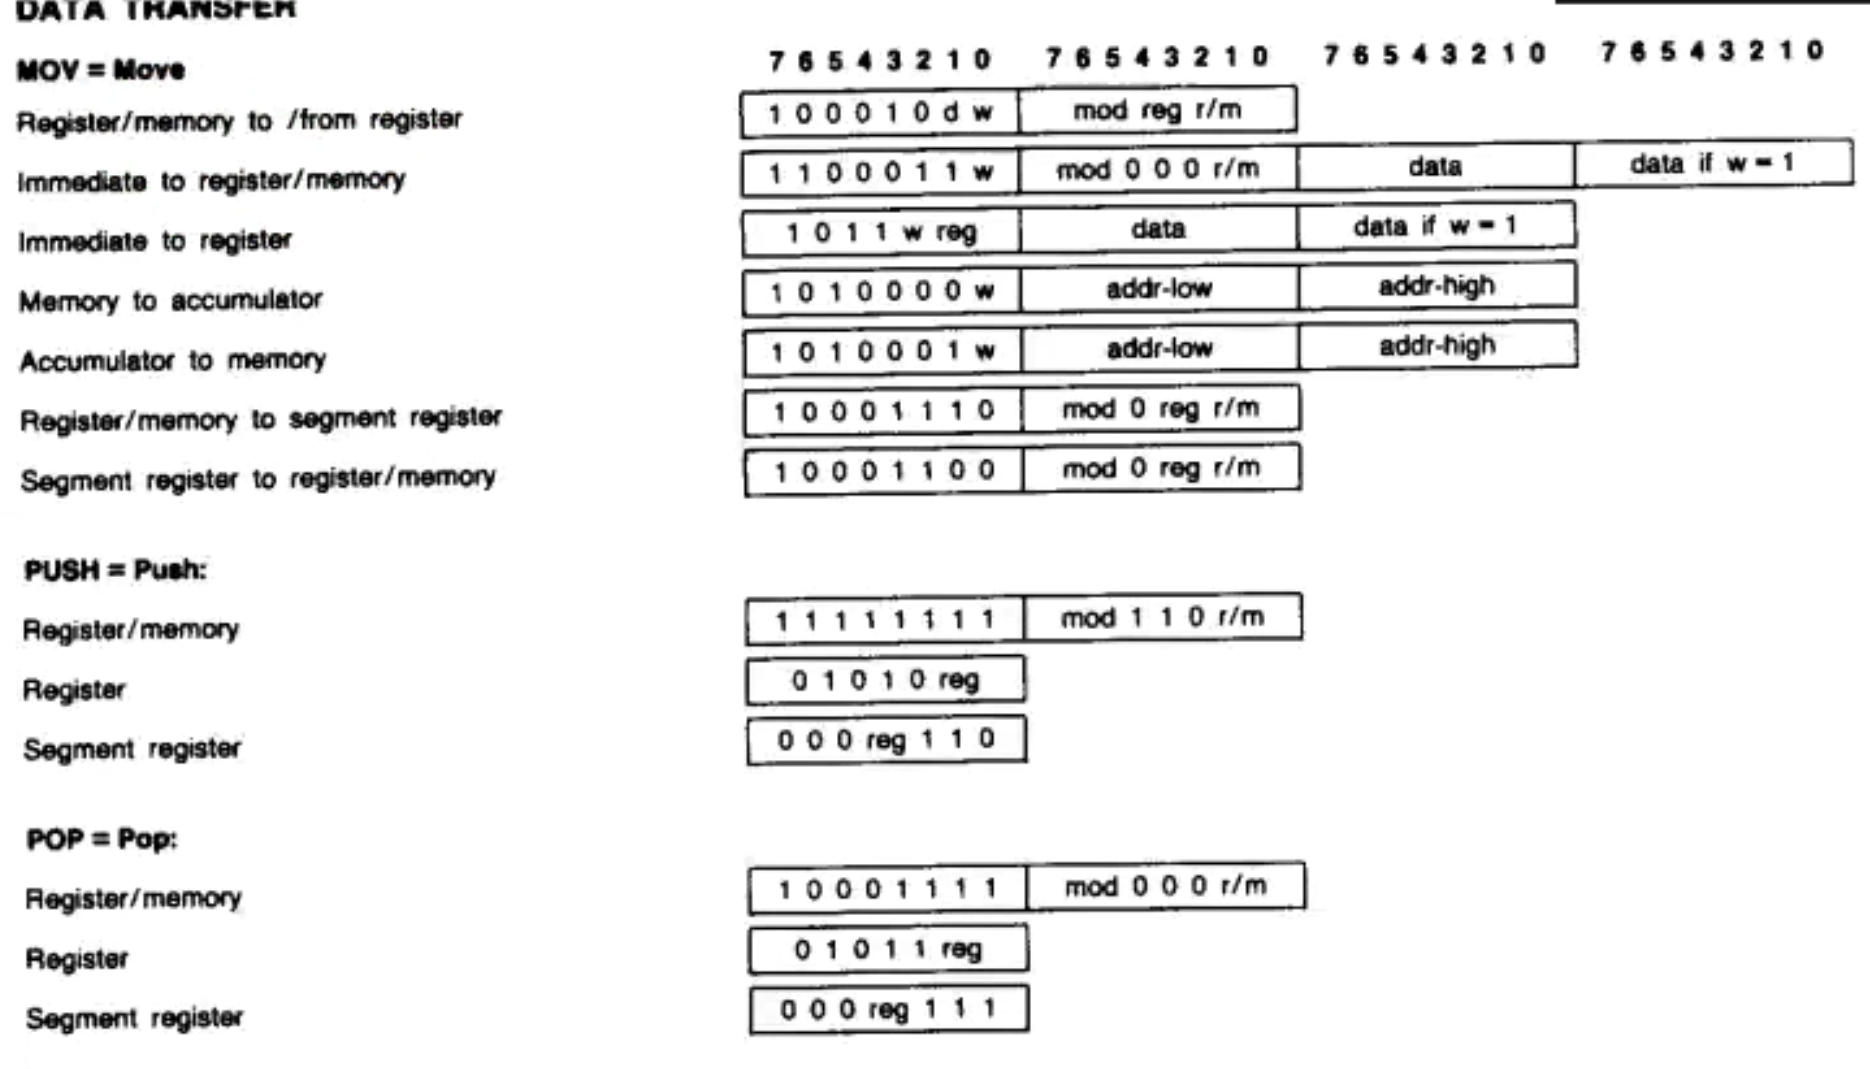 DATA TRANSFER
MOV = Move 7 6 5 4 3 2 1 0 7 6 5 4 3 2 1 0 7 6 5 4 3 2 1 0 7 6 5 4 3 2 1 0
Register/memory to /from register 1 0 0 0 1 0 d w mod reg r/m
Immediate to register/memory 1 1 0 0 0 1 1 w mod 0 0 0 r/m data data if w = 1
Immediate to register 1 0 1 1 w reg data data if w = 1
Memory to accumulator 1 0 1 0 0 0 0 w addr-low addr-high
Accumulator to memory 1 0 1 0 0 0 1 w addr-low addr-high
Register/memory to segment register 1 0 0 0 1 1 1 0 mod 0 reg r/m
Segment register to register/memory 1 0 0 0 1 1 0 0 mod 0 reg r/m
PUSH = Push:
Register/memory 1 1 1 1 1 1 1 1 mod 1 1 0 r/m
Register 0 1 0 1 0 reg
Segment register 0 0 0 reg 1 1 0
POP = Pop:
Register/memory 1 0 0 0 1 1 1 1 mod 0 0 0 r/m
Register 0 1 0 1 1 reg
Segment register 0 0 0 reg 1 1 1